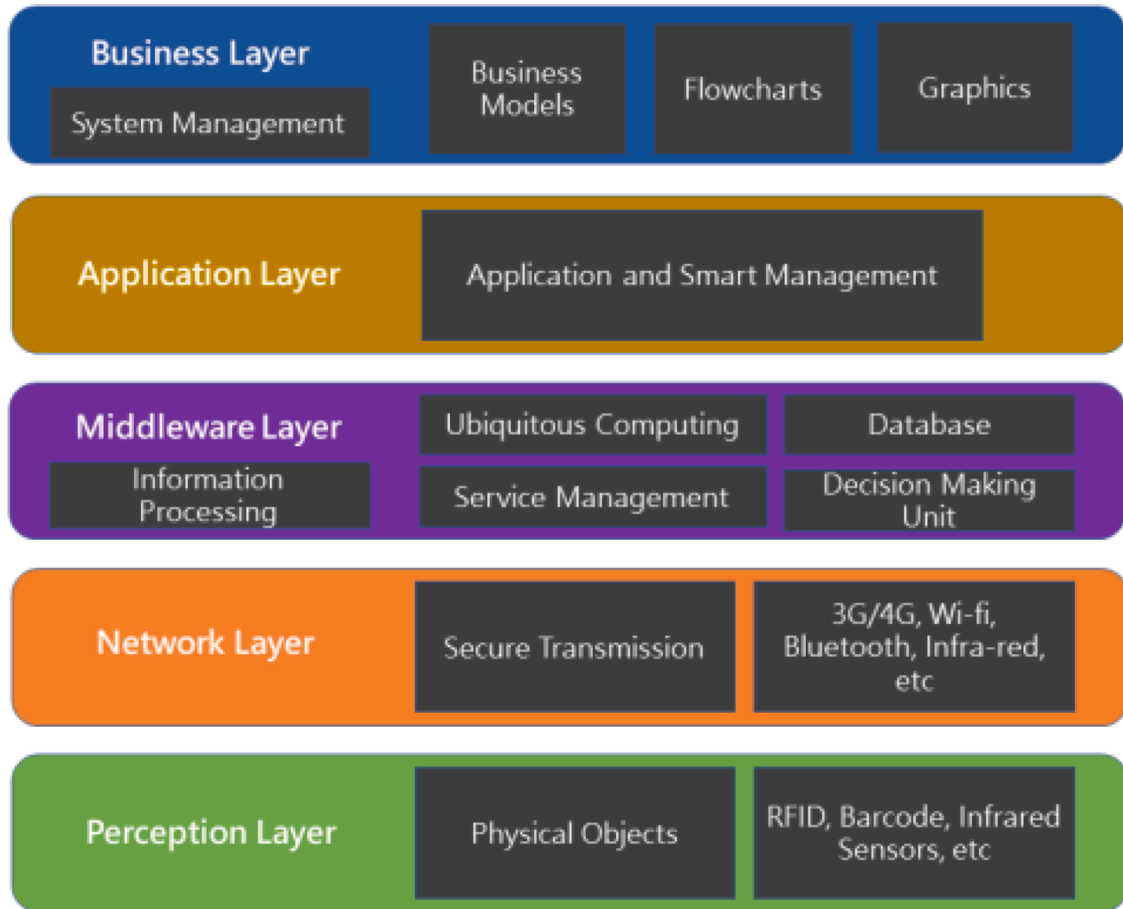 Business Layer
System Management
Business
Models
Flowcharts
Graphics
Application Layer
Application and Smart Management
Middleware Layer
Information
Processing
Ubiquitous Computing
Database
Service Management
Decision Making
Unit
Network Layer
Secure Transmission
3G/4G, Wi-fi,
Bluetooth, Infra-red,
etc
Perception Layer
Physical Objects
RFID, Barcode, Infrared
Sensors, etc